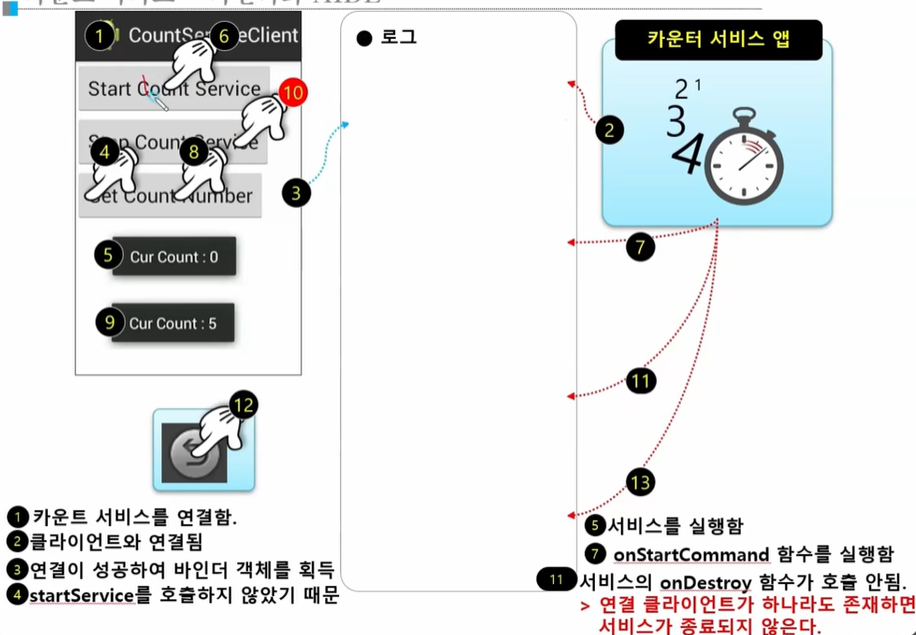 CountServiceClient
Start Count Service
Stop Count Service
Get Count Number
Cur Count : 0
Cur Count : 5
● 로그
카운터 서비스 앱
1
2
3
4
1
6
10
4
8
2
3
5
7
9
11
12
13
1 카운트 서비스를 연결함.
2 클라이언트와 연결됨
3 연결이 성공하여 바인더 객체를 획득
4 startService를 호출하지 않았기 때문
5 서비스를 실행함
7 onStartCommand 함수를 실행함
11 서비스의 onDestroy 함수가 호출 안됨.
> 연결 클라이언트가 하나라도 존재하면
서비스가 종료되지 않은다.